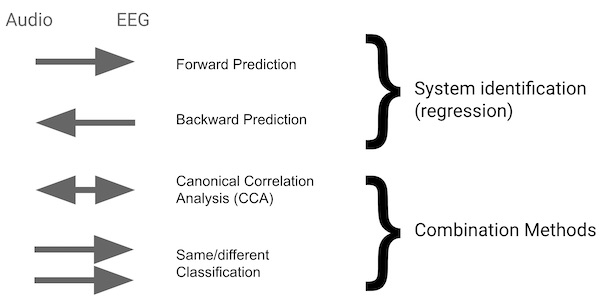 Audio EEG
Forward Prediction
Backward Prediction
System identification
(regression)
Canonical Correlation
Analysis (CCA)
Same/different
Classification
Combination Methods